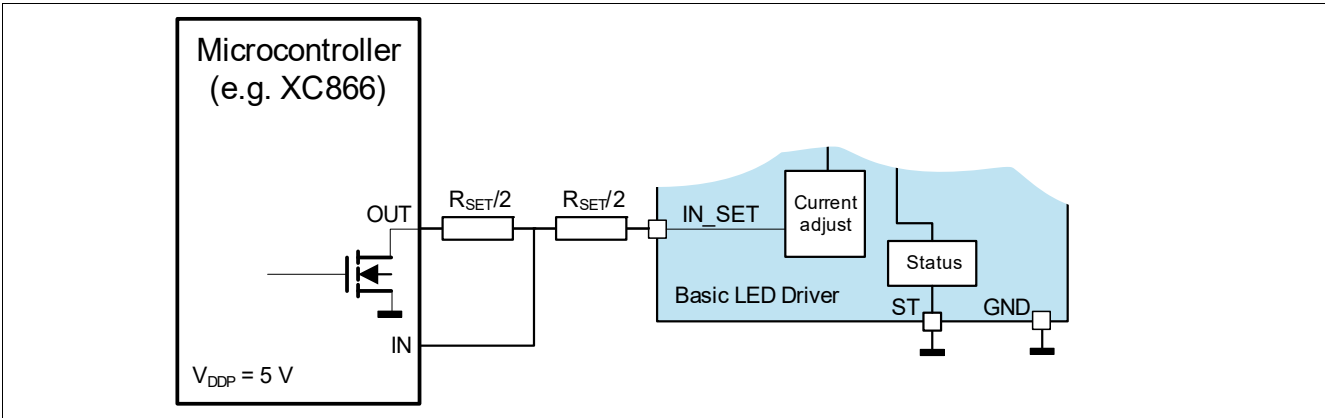 Microcontroller
(e.g. XC866)
OUT
R_SET/2
R_SET/2
IN_SET
Current
adjust
Status
Basic LED Driver
ST
GND
IN
V_DDP = 5 V